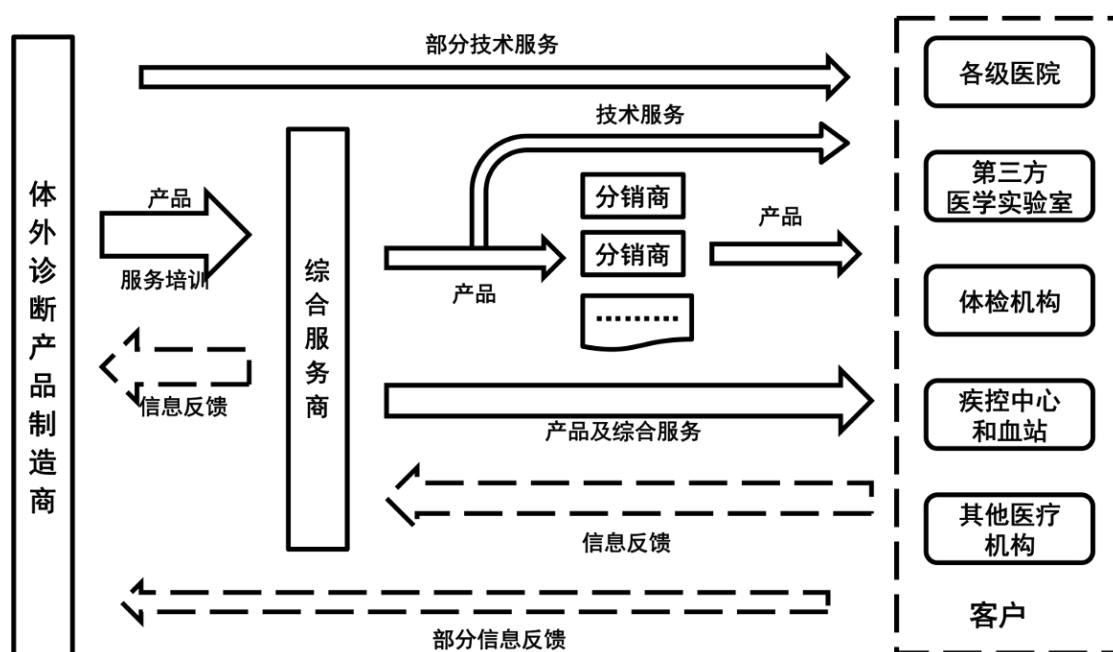 部分技术服务
各级医院
技术服务
第三方
医学实验室
体外诊断产品制造商
产品
服务培训
综合服务商
分销商
分销商
产品
产品
体检机构
信息反馈
疾控中心
和血站
产品及综合服务
其他医疗
机构
信息反馈
部分信息反馈
客户